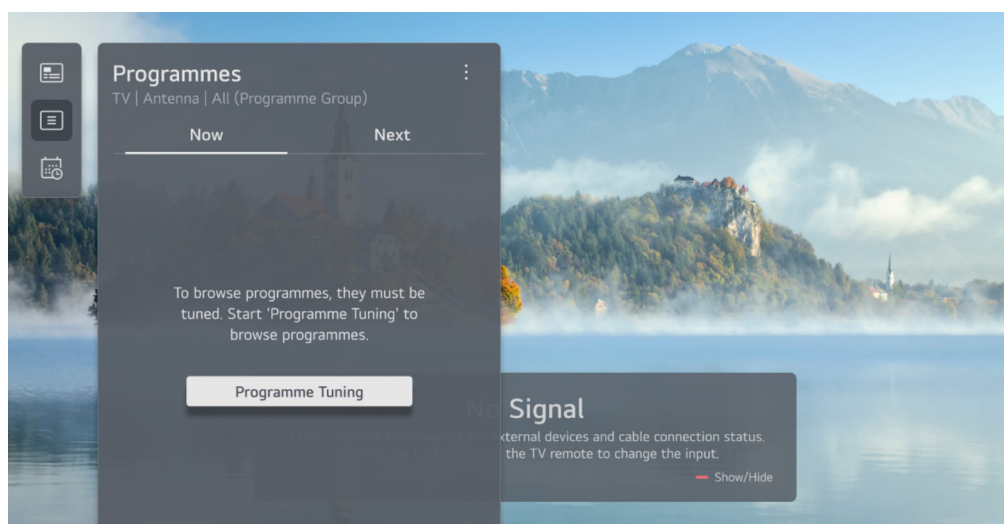 Programmes
TV | Antenna | All (Programme Group)
Now Next
To browse programmes, they must be
tuned. Start 'Programme Tuning' to
browse programmes.
Programme Tuning
No Signal
external devices and cable connection status.
the TV remote to change the input.
Show/Hide